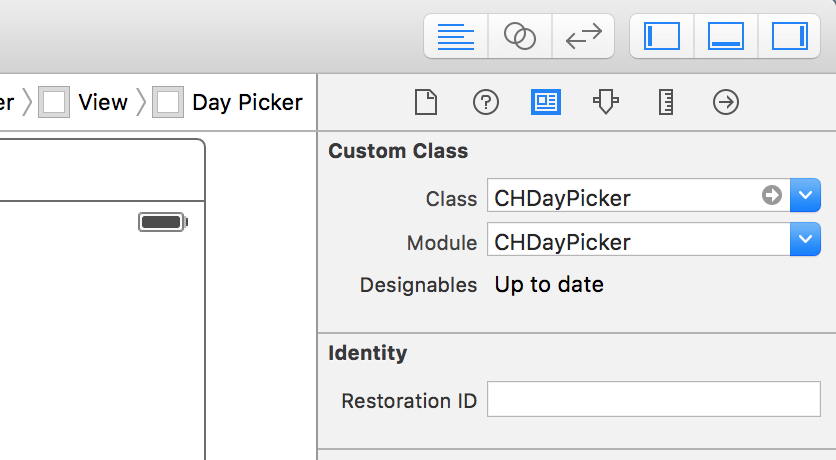 er View Day Picker
Custom Class
Class CHDayPicker
Module CHDayPicker
Designables Up to date
Identity
Restoration ID